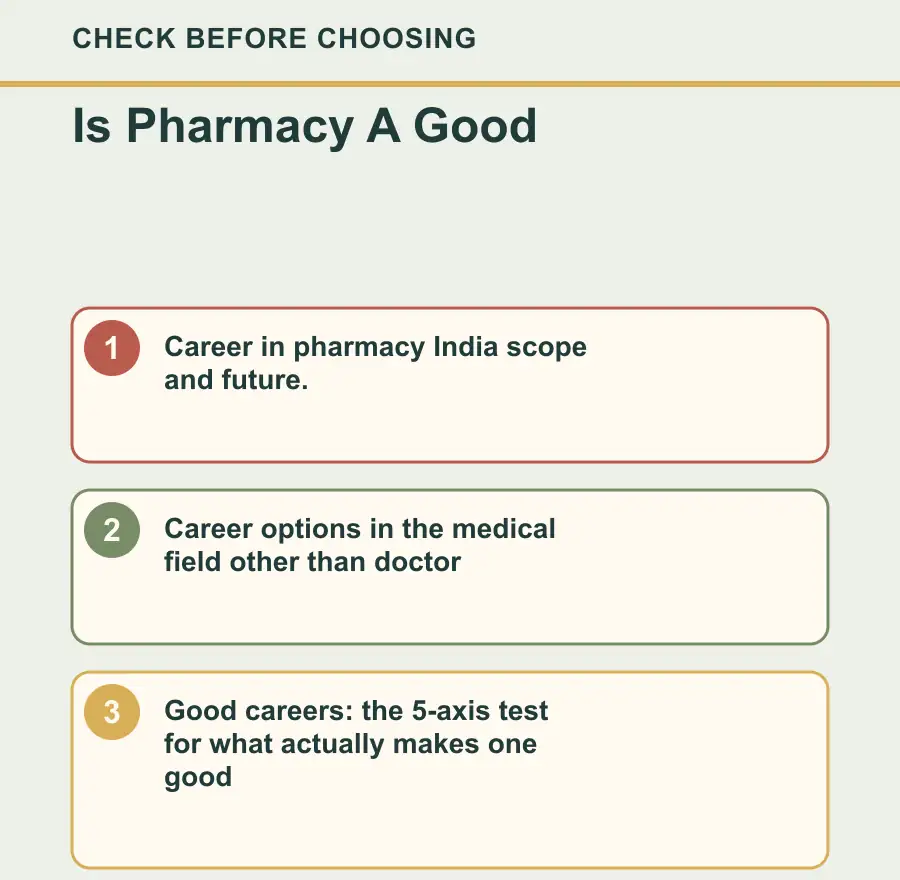 CHECK BEFORE CHOOSING
Is Pharmacy A Good
1
Career in pharmacy India scope
and future.
2
Career options in the medical
field other than doctor
3
Good careers: the 5-axis test
for what actually makes one
good